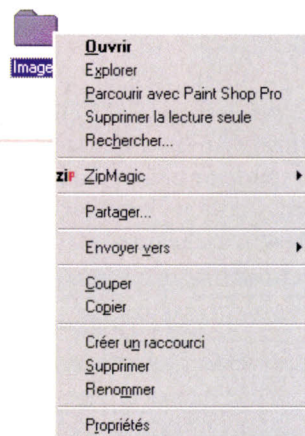 Image
Ouvrir
Explorer
Parcourir avec Paint Shop Pro
Supprimer la lecture seule
Rechercher...
ZIP ZipMagic
Partager...
Envoyer vers
Couper
Copier
Créer un raccourci
Supprimer
Renommer
Propriétés